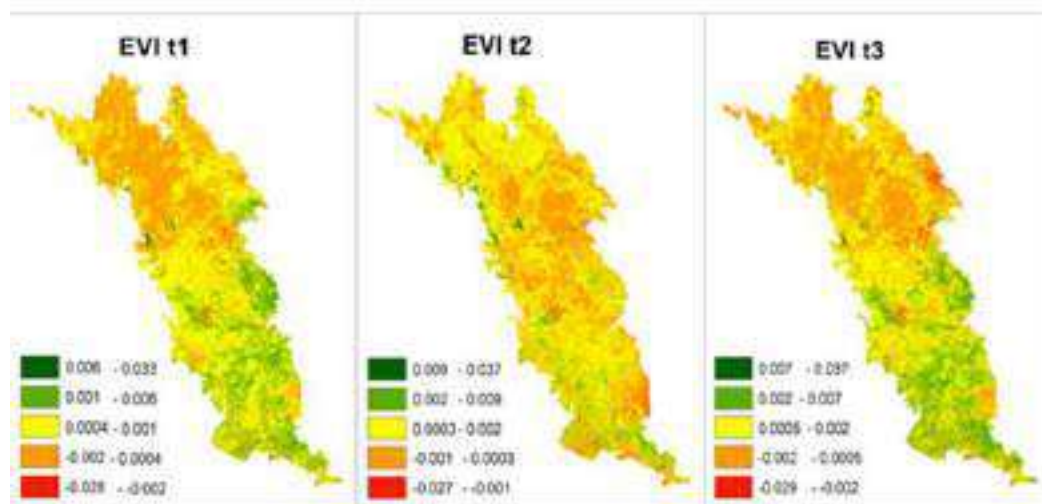 EVI t1
EVI t2
EVI t3
0.006 - 0.033
0.001 - 0.006
0.0004 - 0.001
-0.002 - 0.0004
-0.028 - -0.002
0.009 - 0.037
0.002 - 0.009
0.0003 - 0.002
-0.001 - 0.0003
-0.027 - -0.001
0.007 - 0.037
0.002 - 0.007
0.0005 - 0.002
-0.002 - 0.0005
-0.029 - -0.002